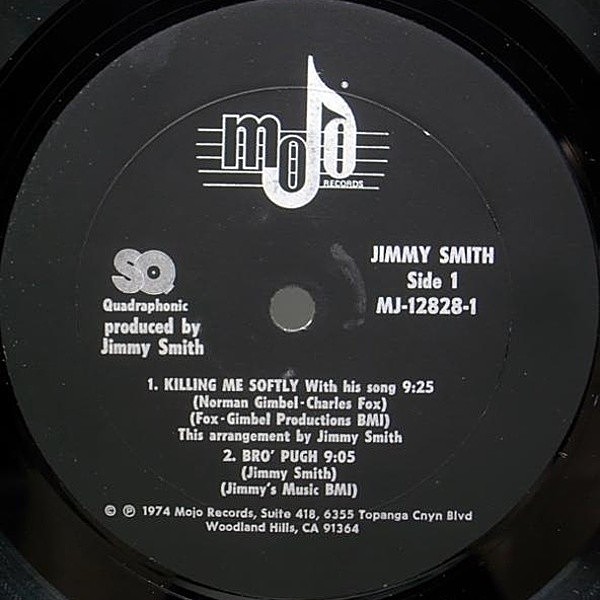 mojo
RECORDS
JIMMY SMITH
Side 1
MJ-12828-1
SQ
Quadraphonic
produced by
Jimmy Smith
1. KILLING ME SOFTLY With his song 9:25
(Norman Gimbel-Charles Fox)
(Fox-Gimbel Productions BMI)
This arrangement by Jimmy Smith
2. BRO' PUGH 9:05
(Jimmy Smith)
(Jimmy's Music BMI)
© ℗ 1974 Mojo Records, Suite 418, 6355 Topanga Cnyn Blvd
Woodland Hills, CA 91364